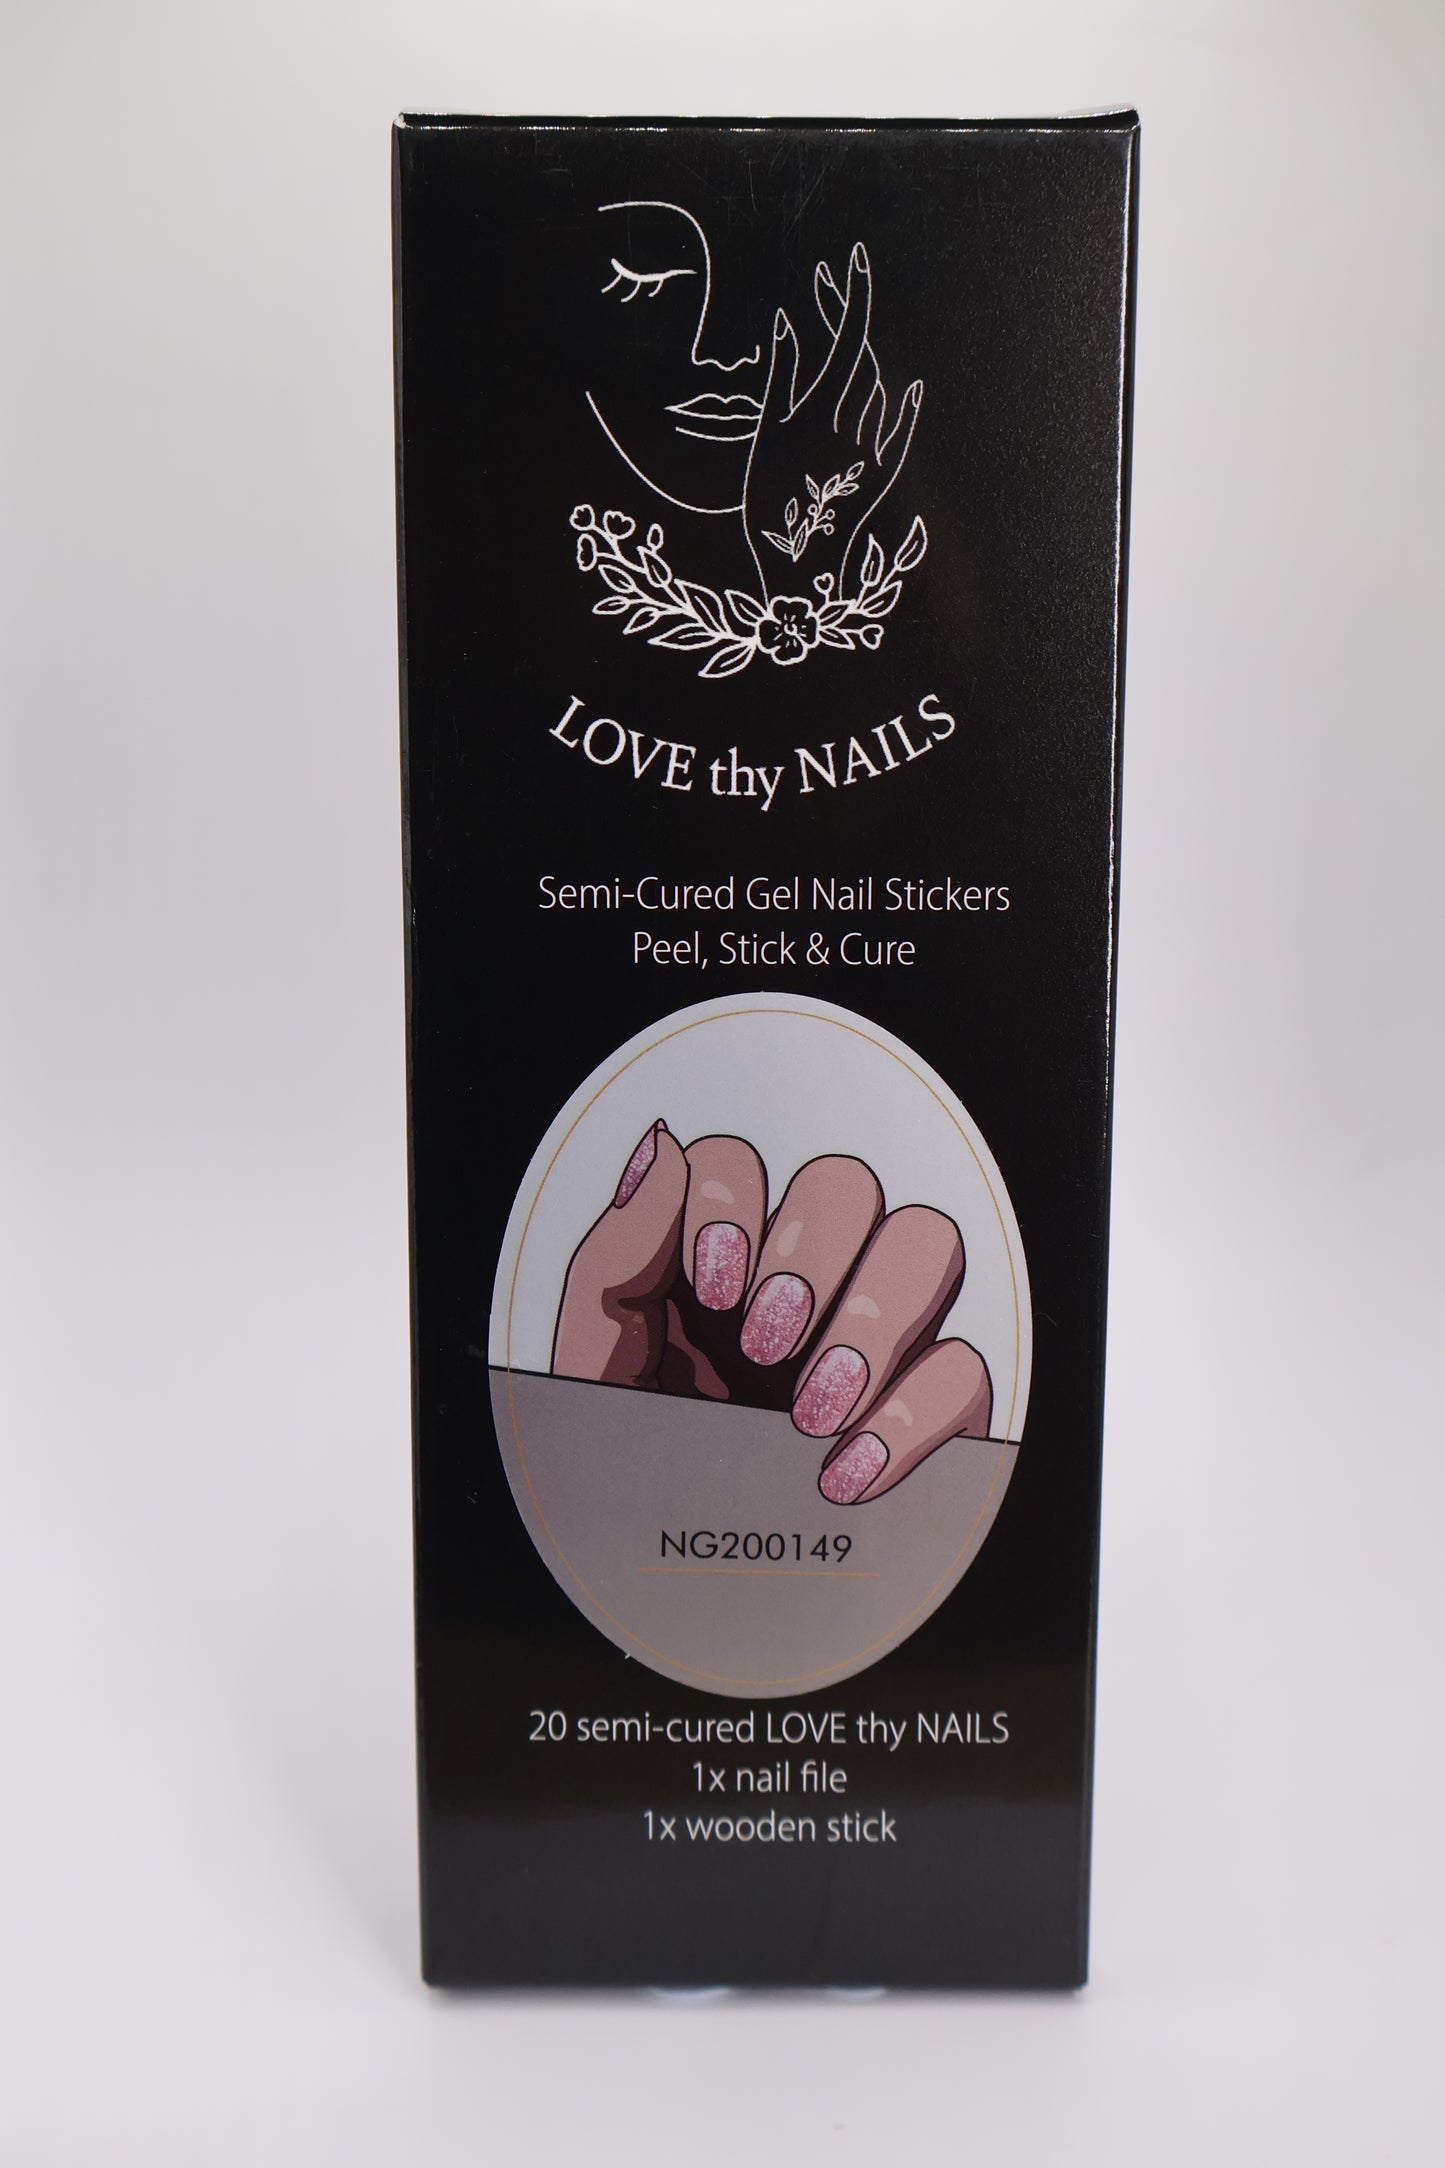 LOVE thy NAILS
Semi-Cured Gel Nail Stickers
Peel, Stick & Cure
NG200149
20 semi-cured LOVE thy NAILS
1x nail file
1x wooden stick